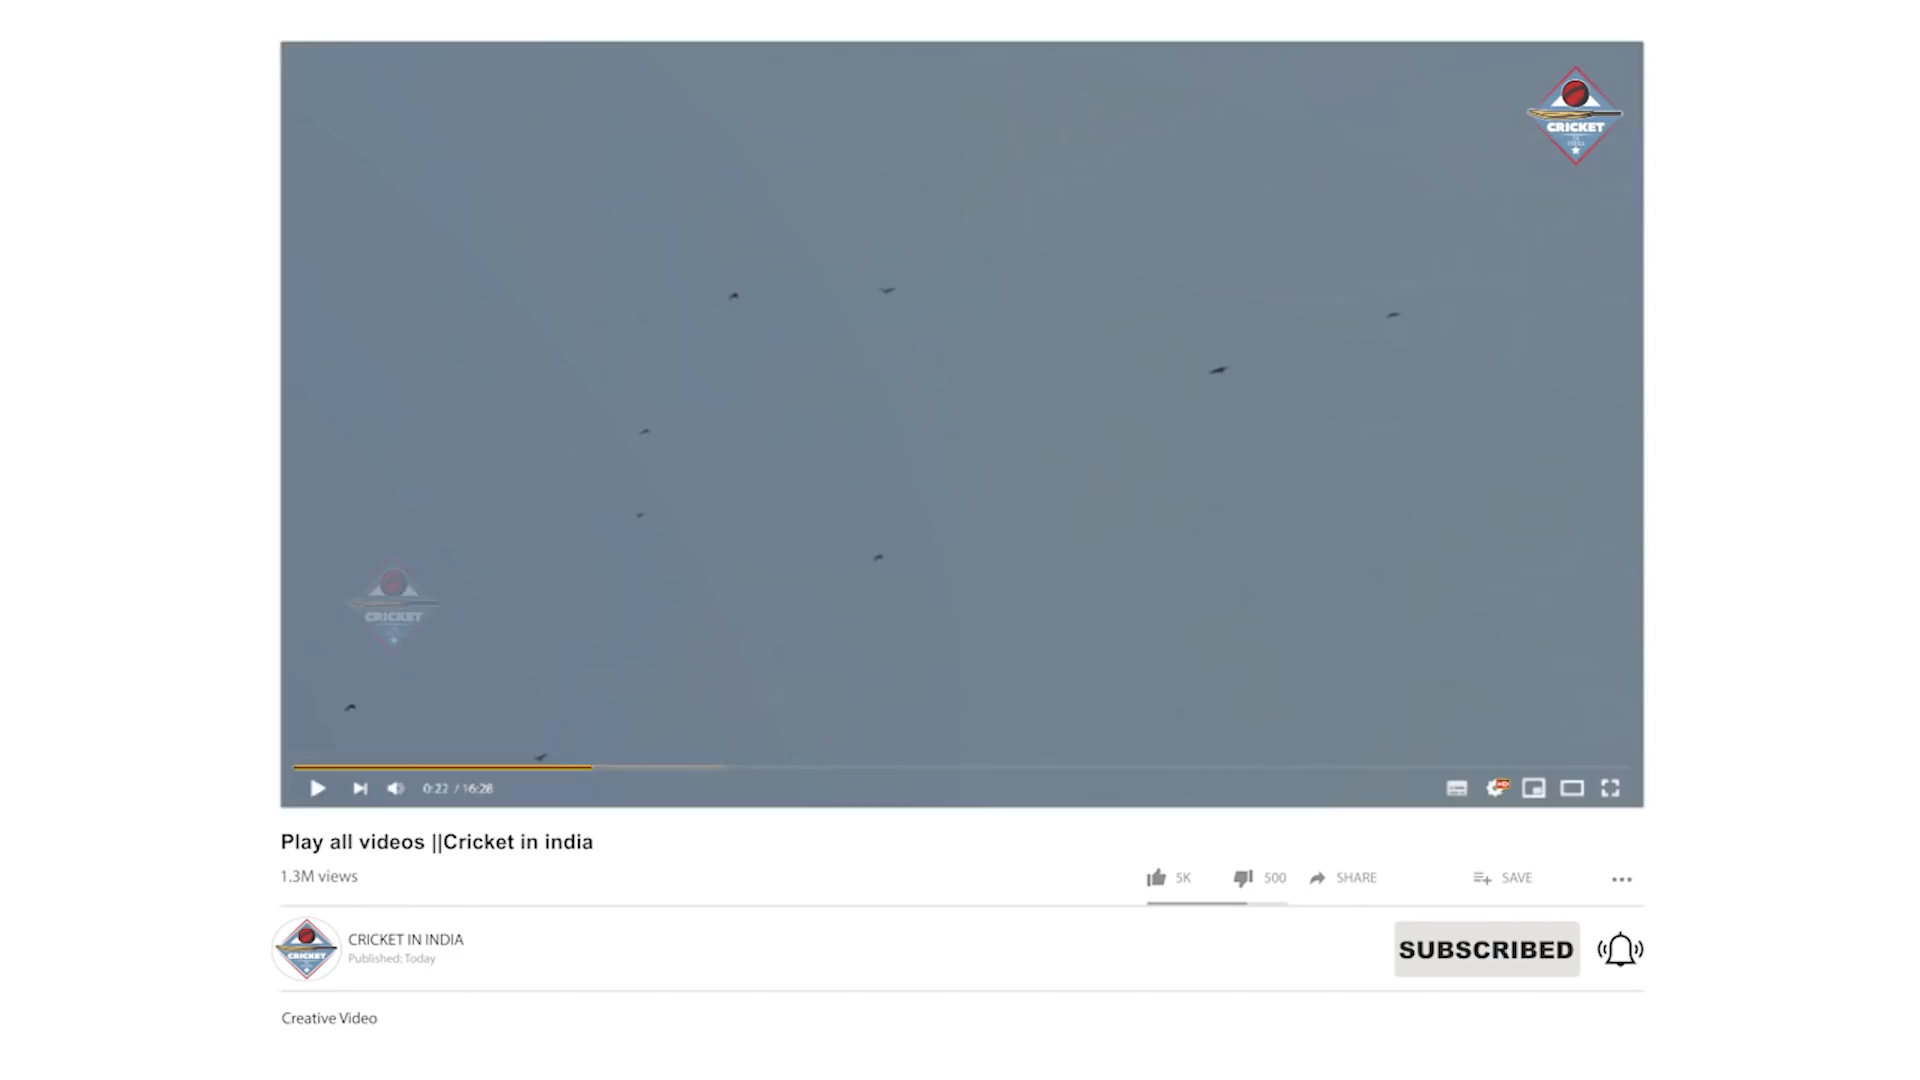 CRICKET
CRICKET
0:22 / 16:28
HD
Play all videos ||Cricket in india
1.3M views
5K
500
SHARE
SAVE
CRICKET
CRICKET IN INDIA
Published: Today
SUBSCRIBED
Creative Video